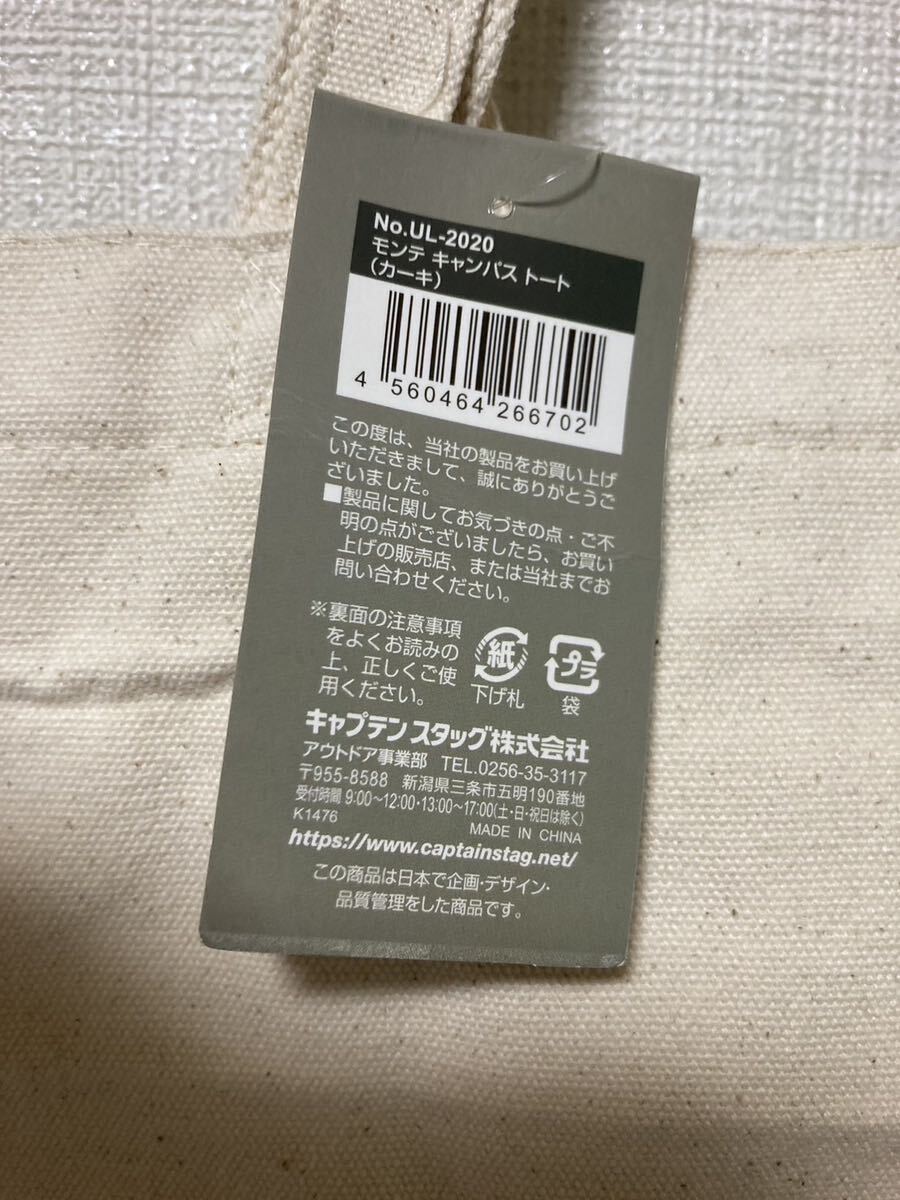 No.UL-2020
モンテ キャンバス トート
（カーキ）
4 560464 266702
この度は、当社の製品をお買い上げ
いただきまして、誠にありがとうご
ざいました。
■製品に関してお気づきの点・ご不
明の点がございましたら、お買い
上げの販売店、または当社までお
問い合わせください。
※裏面の注意事項
をよくお読みの
上、正しくご使
用ください。
紙
下げ札
プラ
袋
キャプテンスタッグ株式会社
アウトドア事業部 TEL.0256-35-3117
〒955-8588 新潟県三条市五明190番地
受付時間 9:00〜12:00・13:00〜17:00(土・日・祝日は除く)
K1476 MADE IN CHINA
https://www.captainstag.net/
この商品は日本で企画・デザイン・
品質管理をした商品です。